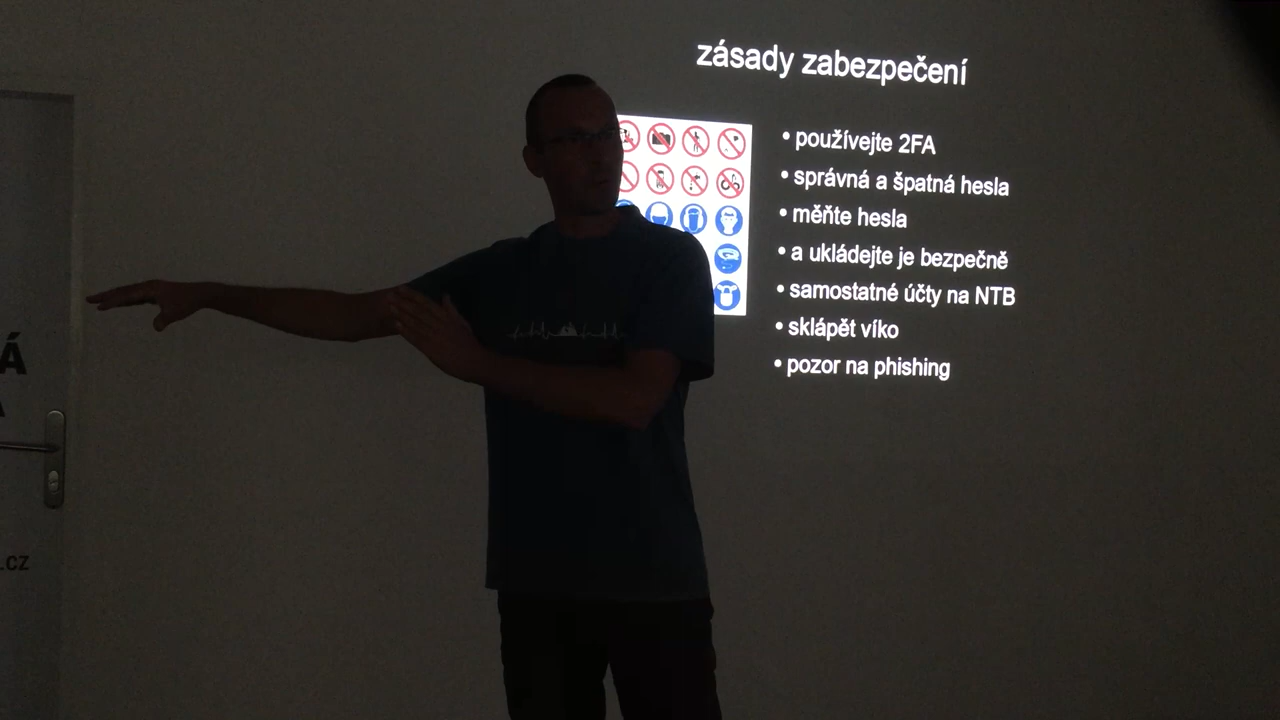 zásady zabezpečení
• používejte 2FA
• správná a špatná hesla
• měňte hesla
• a ukládejte je bezpečně
• samostatné účty na NTB
• sklápět víko
• pozor na phishing
Á
.cz